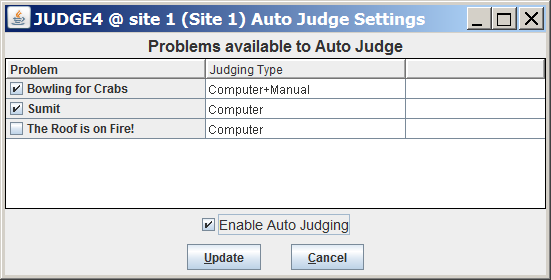 JUDGE4 @ site 1 (Site 1) Auto Judge Settings
Problems available to Auto Judge
Problem Judging Type
Bowling for Crabs Computer+Manual
Sumit Computer
The Roof is on Fire! Computer
Enable Auto Judging
Update Cancel